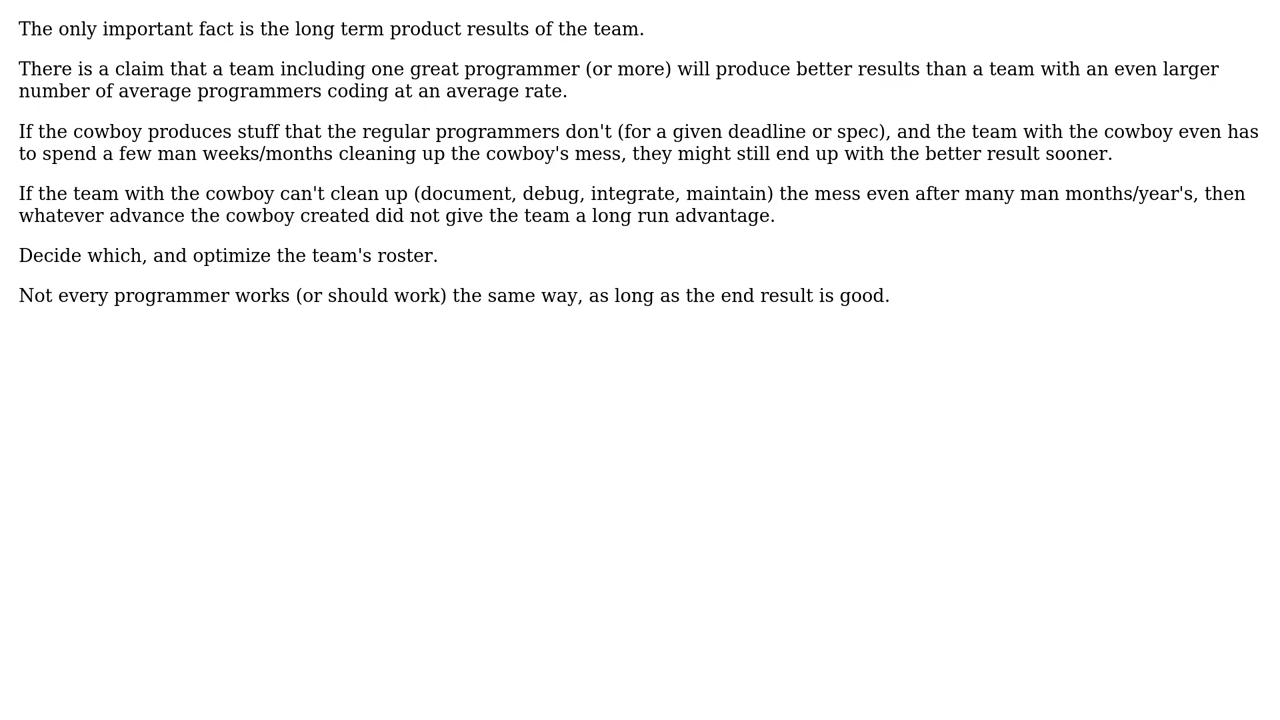 The only important fact is the long term product results of the team.
There is a claim that a team including one great programmer (or more) will produce better results than a team with an even larger
number of average programmers coding at an average rate.
If the cowboy produces stuff that the regular programmers don't (for a given deadline or spec), and the team with the cowboy even has
to spend a few man weeks/months cleaning up the cowboy's mess, they might still end up with the better result sooner.
If the team with the cowboy can't clean up (document, debug, integrate, maintain) the mess even after many man months/year's, then
whatever advance the cowboy created did not give the team a long run advantage.
Decide which, and optimize the team's roster.
Not every programmer works (or should work) the same way, as long as the end result is good.